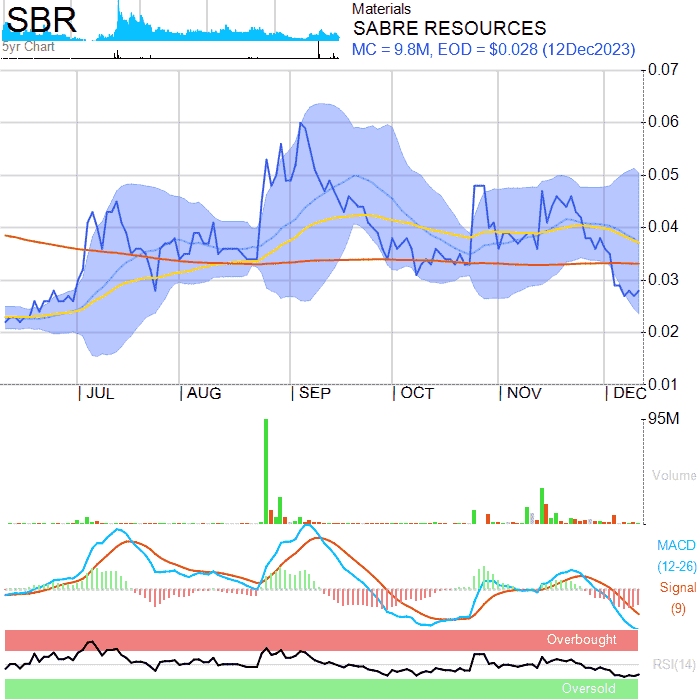 SBR
5yr Chart
Materials
SABRE RESOURCES
MC = 9.8M, EOD = $0.028 (12Dec2023)
0.07
0.06
0.05
0.04
0.03
0.02
0.01
JUL AUG SEP OCT NOV DEC
95M
Volume
MACD
(12-26)
Signal
(9)
Overbought
RSI(14)
Oversold